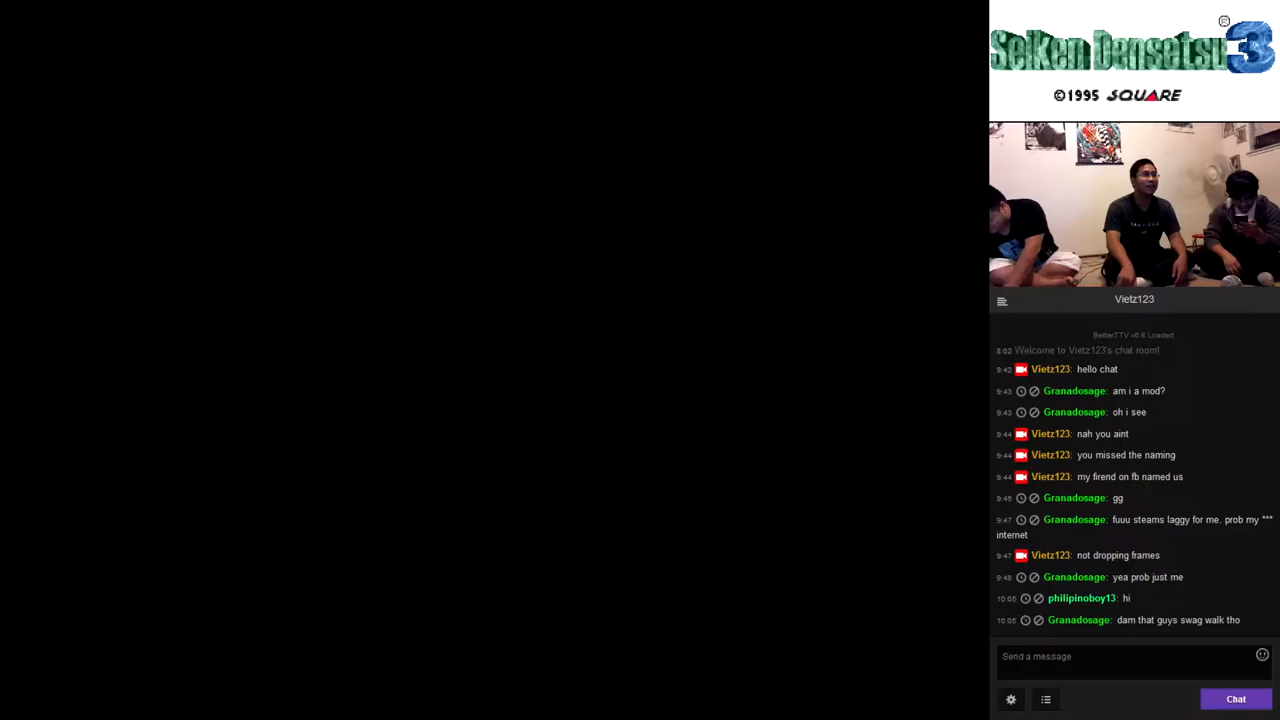 Seiken Densetsu 3 ®
©1995 SQUARE
Vietz123
BetterTTV v6.8 Loaded
8:02 Welcome to Vietz123's chat room!
9:42 Vietz123: hello chat
9:43 Granadosage: am i a mod?
9:43 Granadosage: oh i see
9:44 Vietz123: nah you aint
9:44 Vietz123: you missed the naming
9:44 Vietz123: my firend on fb named us
9:45 Granadosage: gg
9:47 Granadosage: fuuu steams laggy for me. prob my ***
internet
9:47 Vietz123: not dropping frames
9:48 Granadosage: yea prob just me
10:05 philipinoboy13: hi
10:05 Granadosage: dam that guys swag walk tho
Send a message
Chat